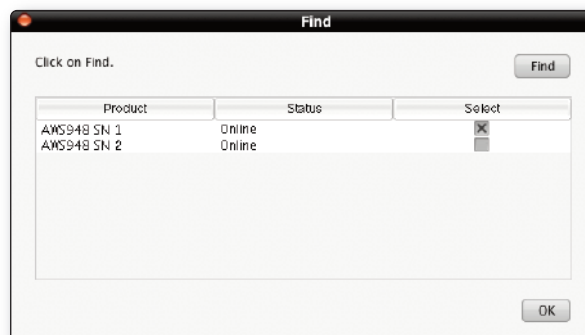 Find
Click on Find.
Find
Product Status Select
AWS948 SN 1 Online
AWS948 SN 2 Online
OK